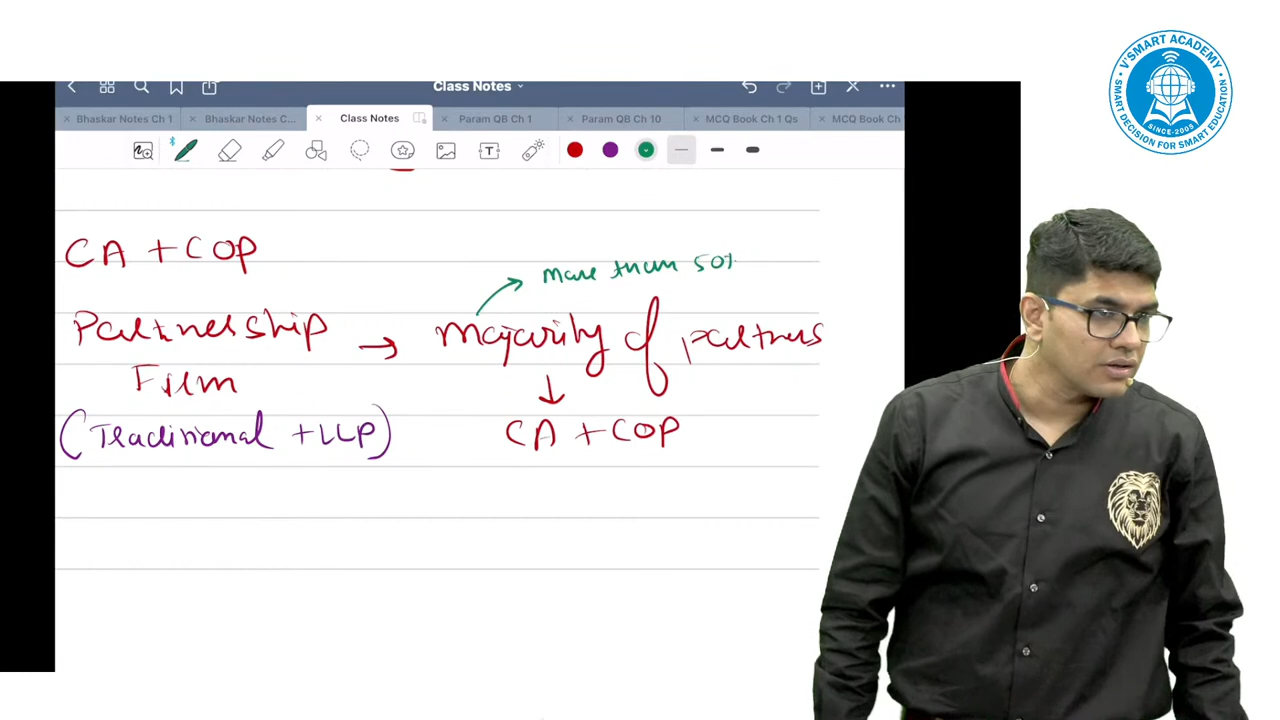 Class Notes
Bhaskar Notes Ch 1
Bhaskar Notes C...
Class Notes
Param QB Ch 1
Param QB Ch 10
MCQ Book Ch 1 Qs
MCQ Book Ch
CA + COP
more than 50%
Partnership → Majority of partners
Firm
(Traditional + LLP)
CA + COP
V'SMART ACADEMY
SINCE-2005
SMART DECISION FOR SMART EDUCATION